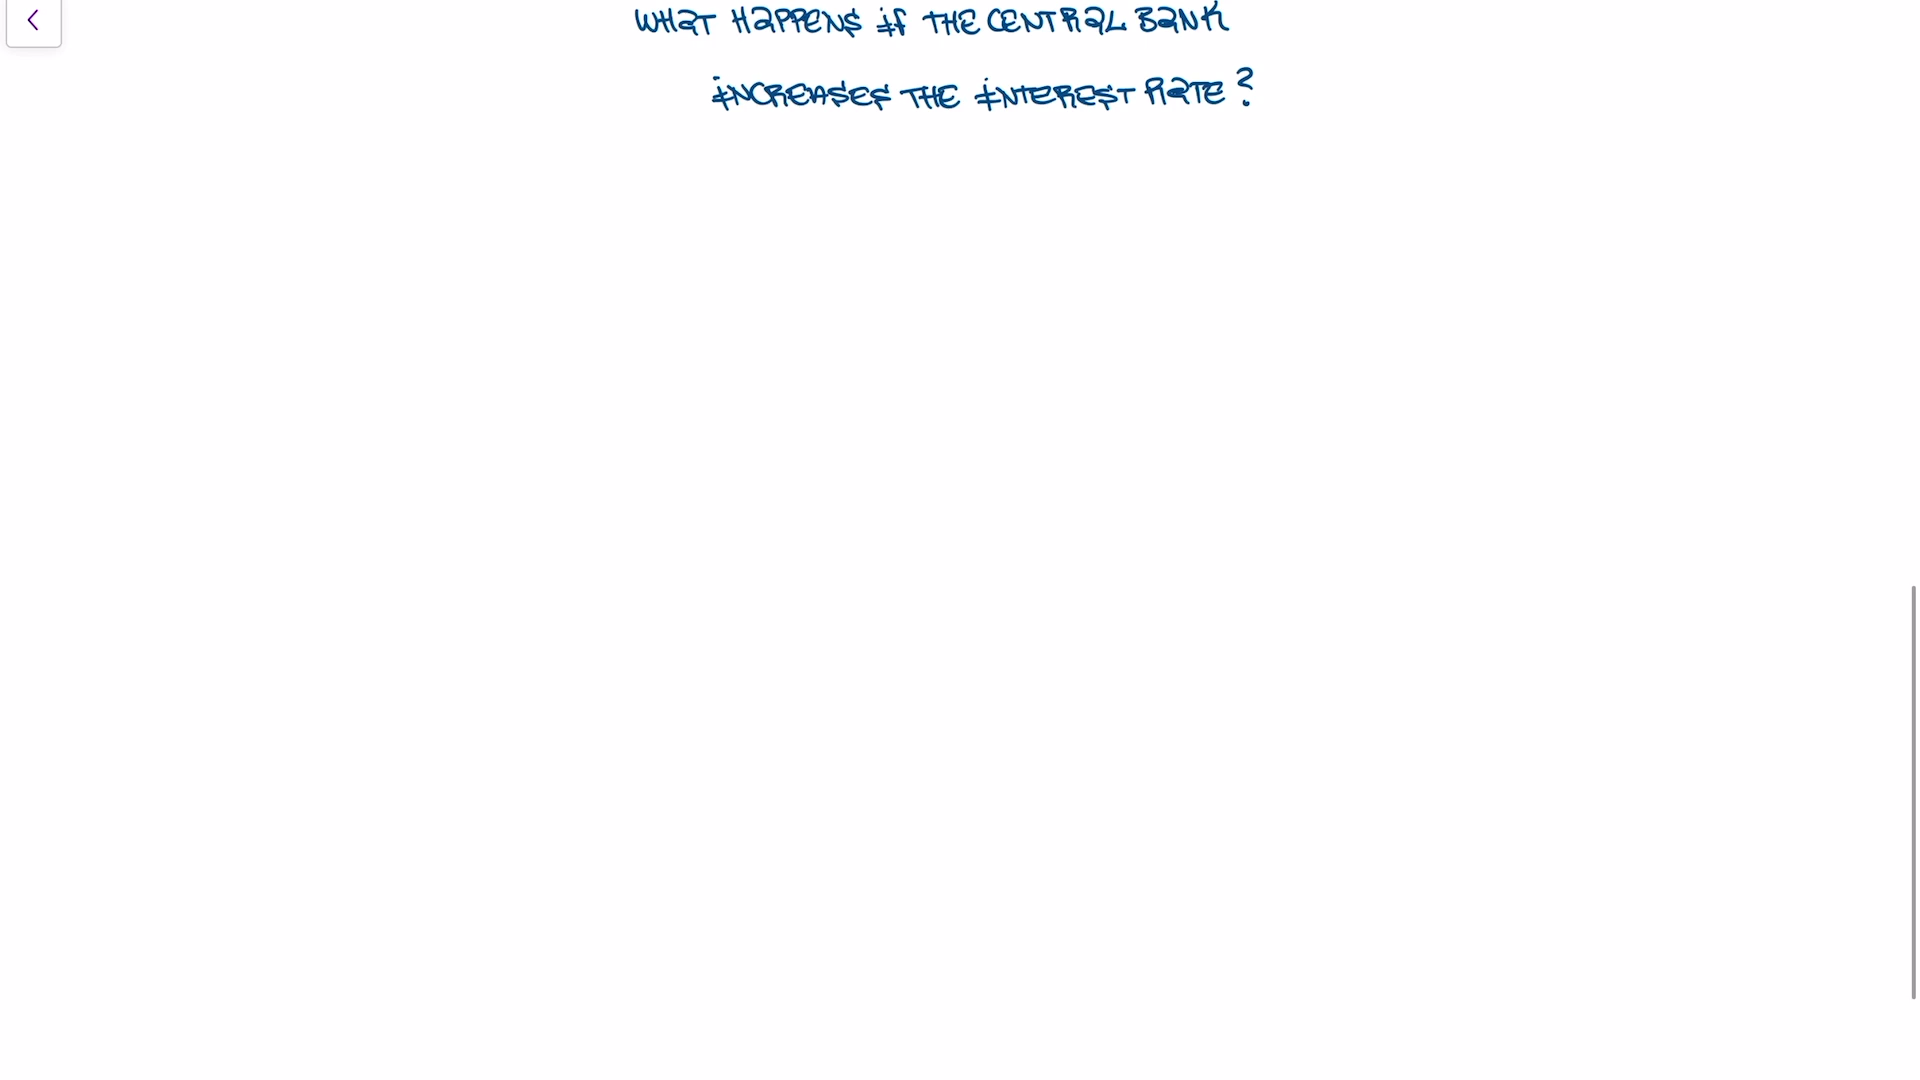 WHAT HAPPENS IF THE CENTRAL BANK
INCREASES THE INTEREST RATE?